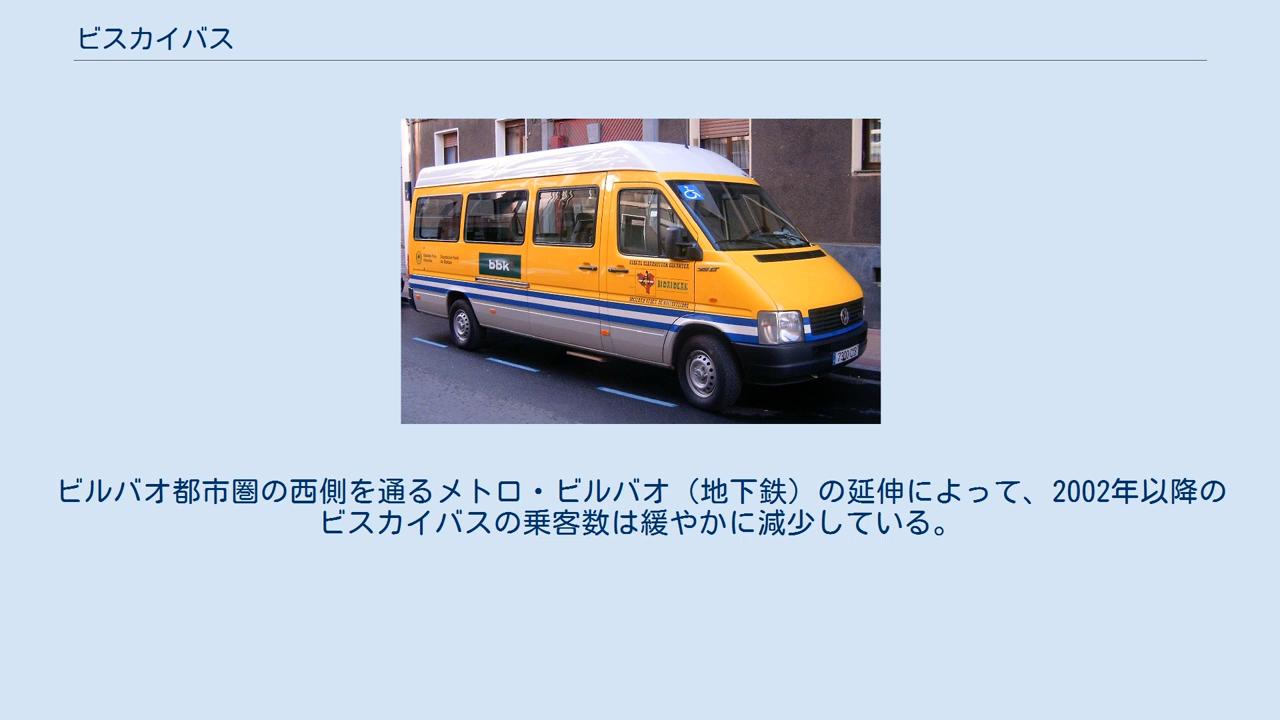 ビスカイバス
bbk
BIDAIDEAK
ビルバオ都市圏の西側を通るメトロ・ビルバオ（地下鉄）の延伸によって、2002年以降の
ビスカイバスの乗客数は緩やかに減少している。